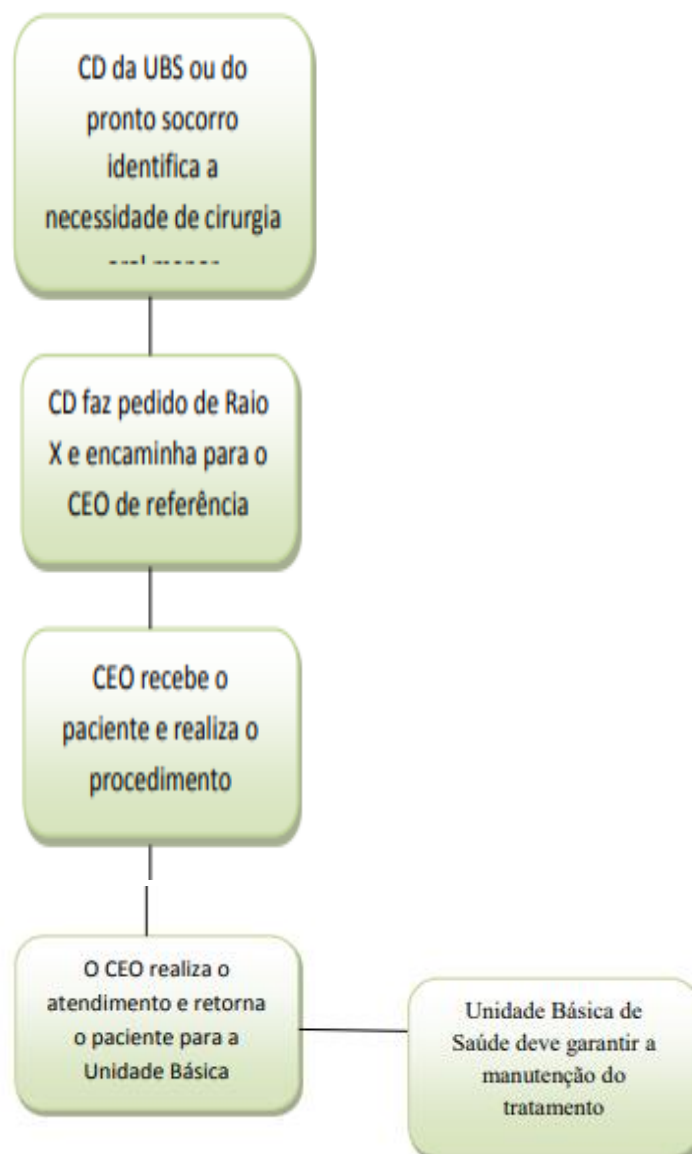 CD da UBS ou do
pronto socorro
identifica a
necessidade de cirurgia
CD faz pedido de Raio
X e encaminha para o
CEO de referência
CEO recebe o
paciente e realiza o
procedimento
O CEO realiza o
atendimento e retorna
o paciente para a
Unidade Básica
Unidade Básica de
Saúde deve garantir a
manutenção do
tratamento